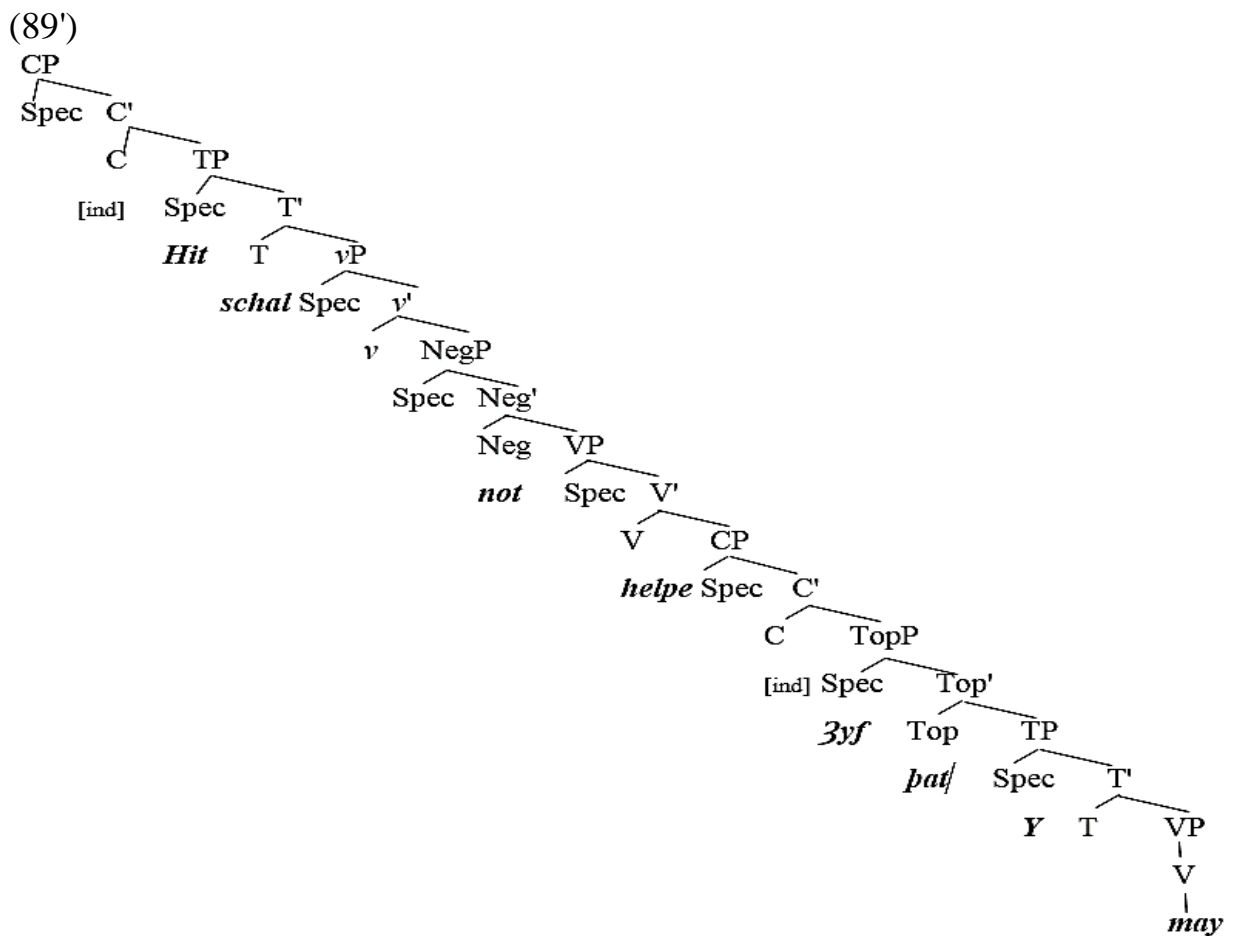 (89')
CP
Spec C'
C TP
[ind] Spec T'
Hit T vP
schal Spec v'
v NegP
Spec Neg'
Neg VP
not Spec V'
V CP
helpe Spec C'
C TopP
[ind] Spec Top'
Ȝyf Top TP
þat/ Spec T'
Y T VP
V
may